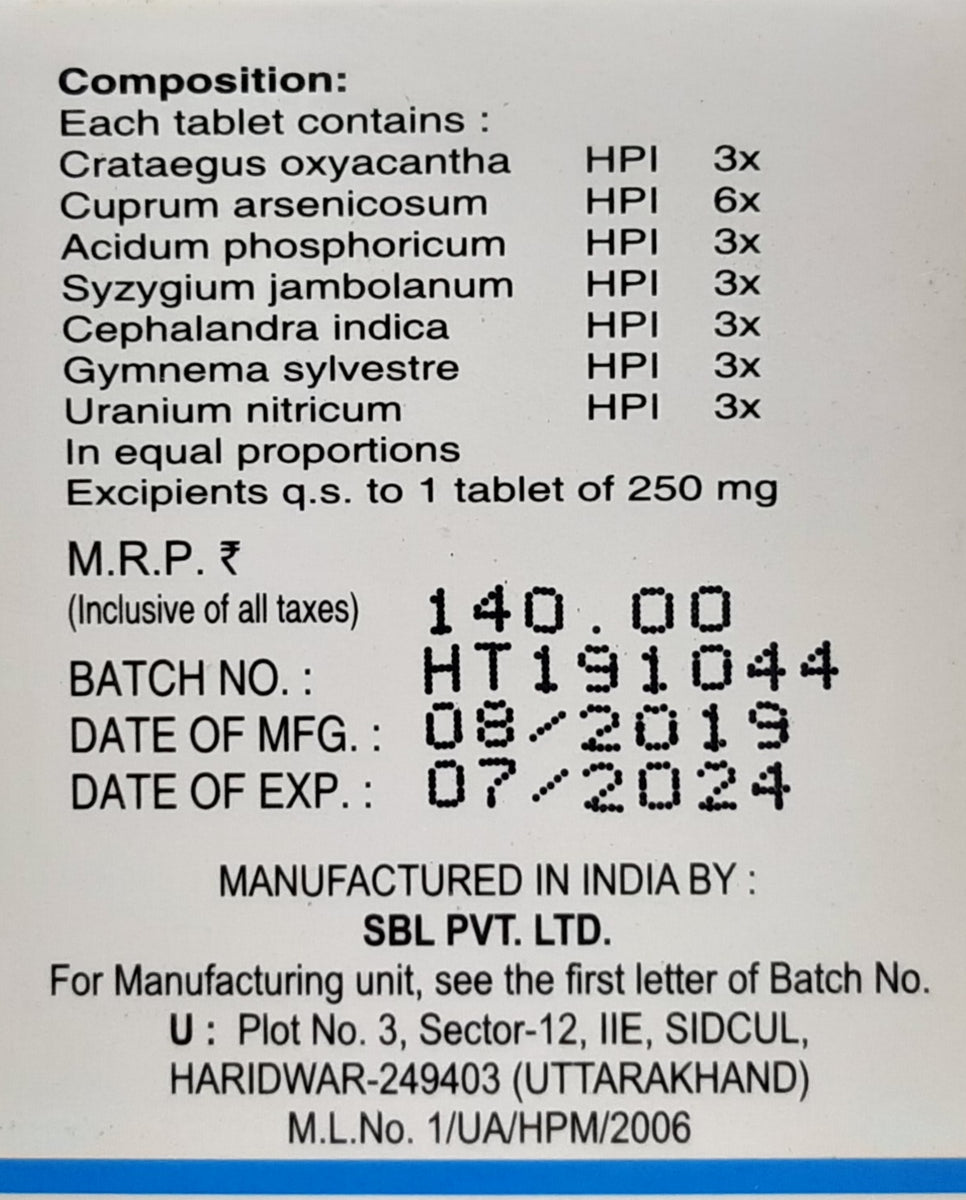 Composition:
Each tablet contains :
Crataegus oxyacantha HPI 3x
Cuprum arsenicosum HPI 6x
Acidum phosphoricum HPI 3x
Syzygium jambolanum HPI 3x
Cephalandra indica HPI 3x
Gymnema sylvestre HPI 3x
Uranium nitricum HPI 3x
In equal proportions
Excipients q.s. to 1 tablet of 250 mg
M.R.P. ₹
(Inclusive of all taxes) 140.00
BATCH NO. : HT191044
DATE OF MFG. : 08/2019
DATE OF EXP. : 07/2024
MANUFACTURED IN INDIA BY :
SBL PVT. LTD.
For Manufacturing unit, see the first letter of Batch No.
U : Plot No. 3, Sector-12, IIE, SIDCUL,
HARIDWAR-249403 (UTTARAKHAND)
M.L.No. 1/UA/HPM/2006